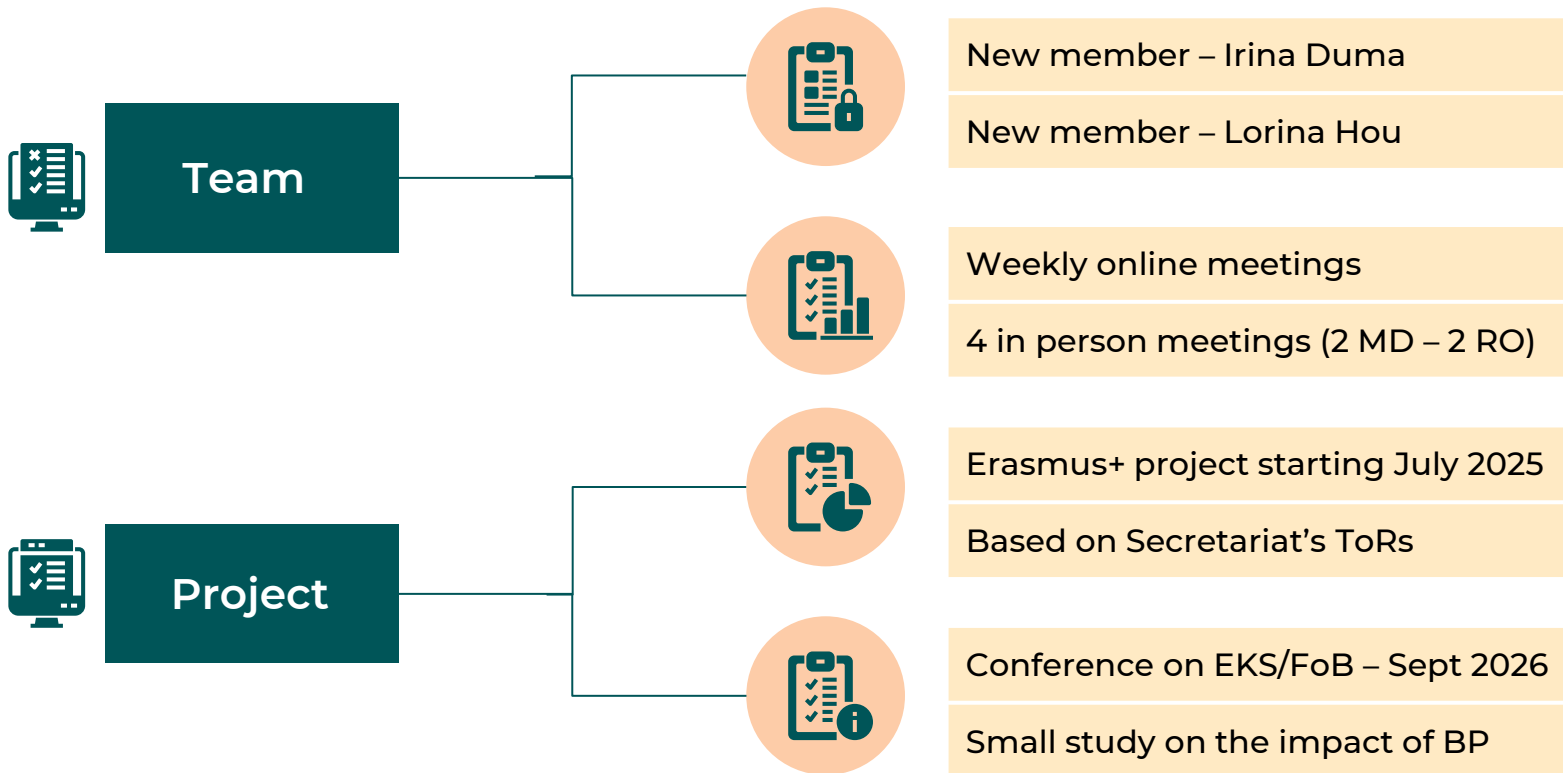 Team
New member – Irina Duma
New member – Lorina Hou
Weekly online meetings
4 in person meetings (2 MD – 2 RO)
Project
Erasmus+ project starting July 2025
Based on Secretariat’s ToRs
Conference on EKS/FoB – Sept 2026
Small study on the impact of BP